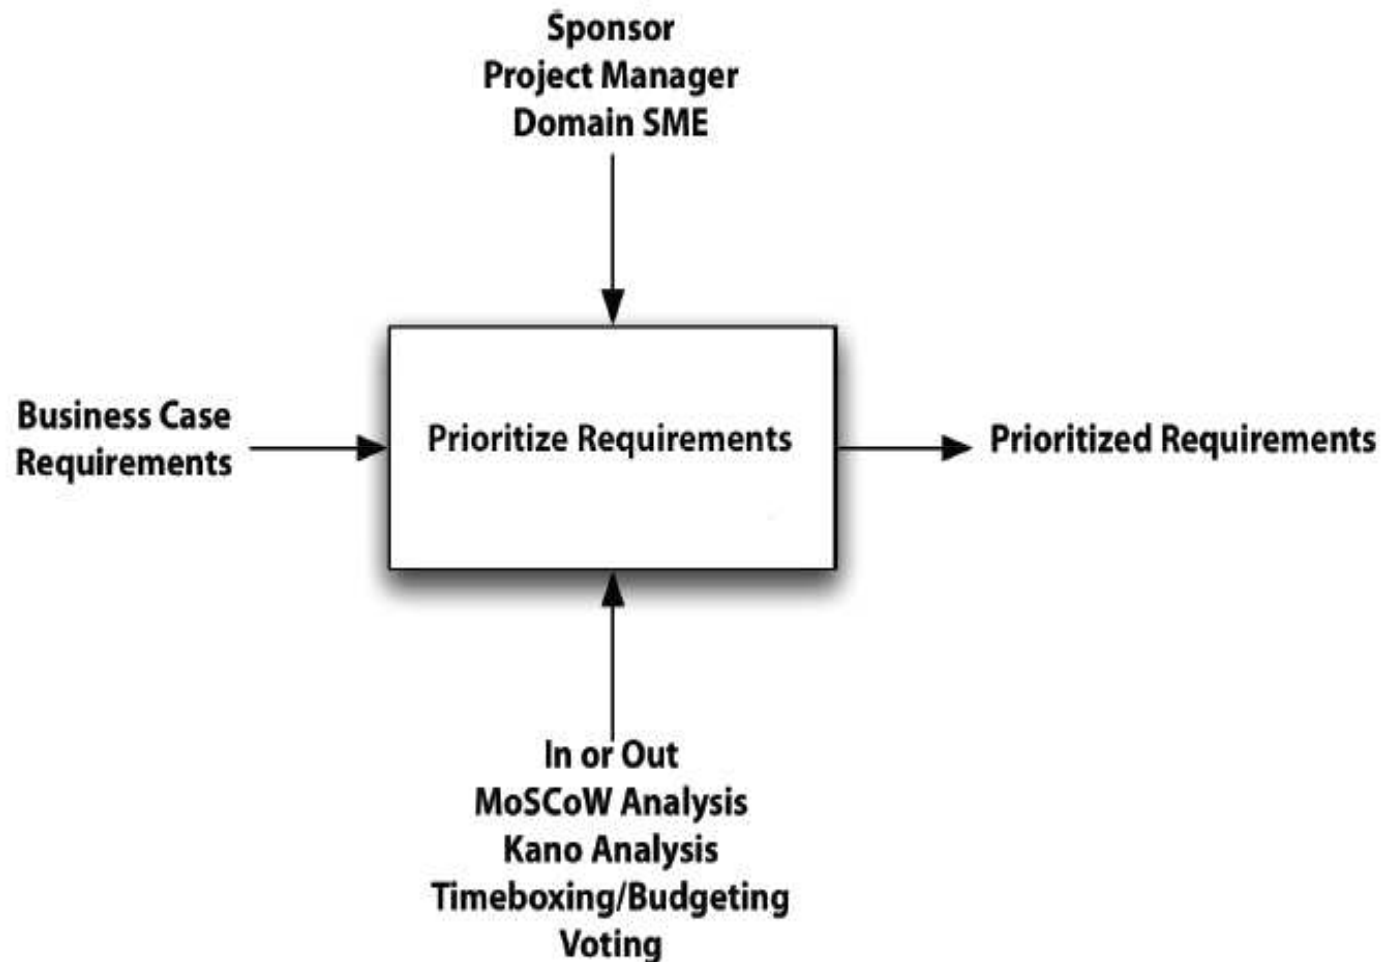 Sponsor
Project Manager
Domain SME
Business Case
Requirements
Prioritize Requirements
Prioritized Requirements
In or Out
MoSCoW Analysis
Kano Analysis
Timeboxing/Budgeting
Voting